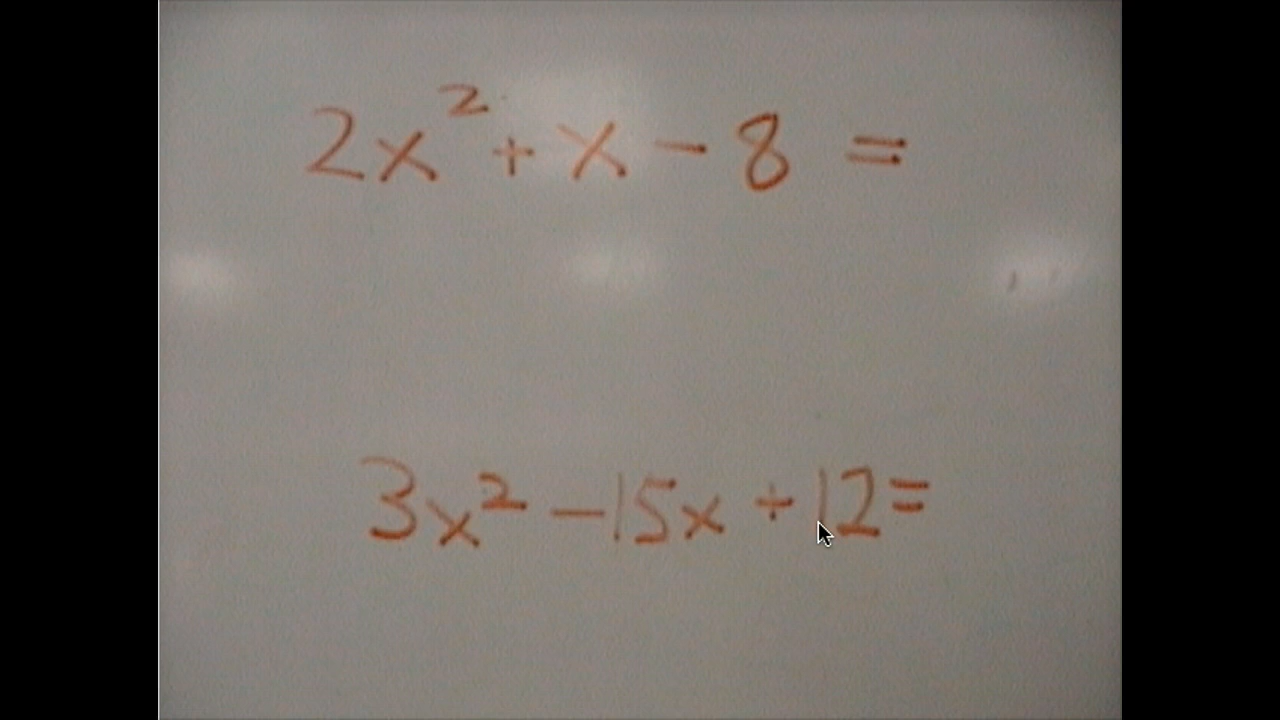 2x² + x - 8 =
3x² - 15x + 12 =